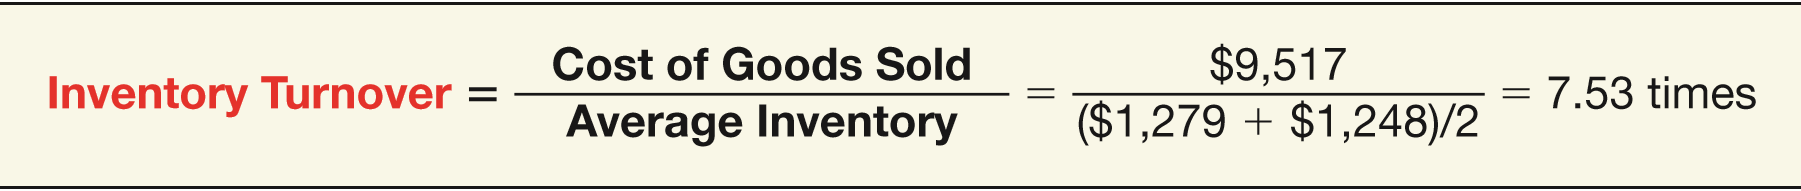 Inventory Turnover = Cost of Goods Sold / Average Inventory = $9,517 / ($1,279 + $1,248)/2 = 7.53 times